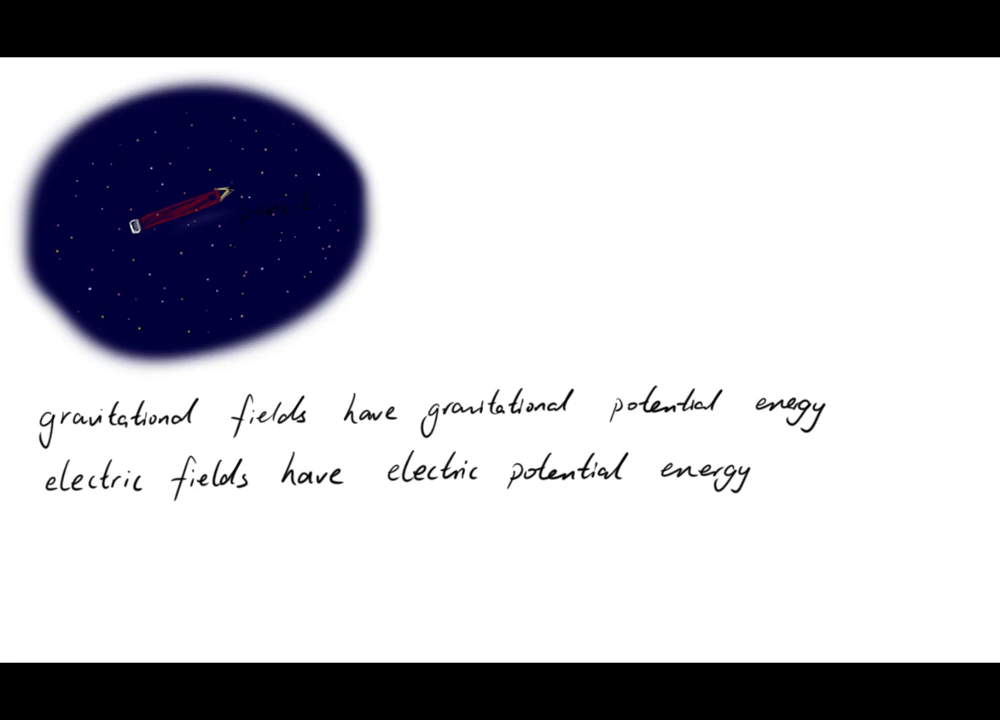 gravitational fields have gravitational potential energy
electric fields have electric potential energy